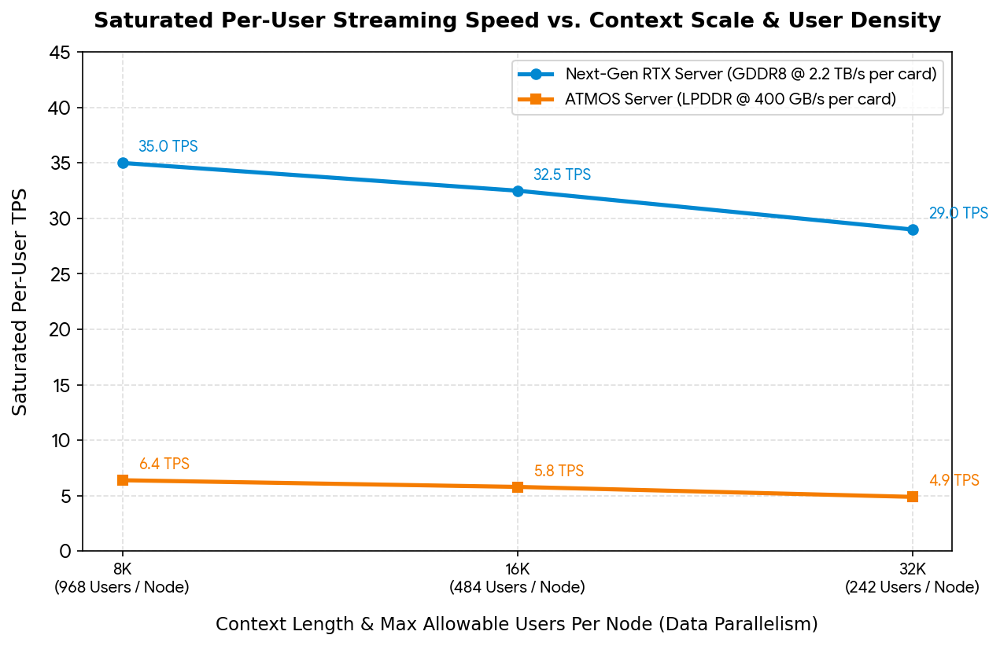 Saturated Per-User Streaming Speed vs. Context Scale & User Density
Next-Gen RTX Server (GDDR8 @ 2.2 TB/s per card)
ATMOS Server (LPDDR @ 400 GB/s per card)
Saturated Per-User TPS
45
40
35
30
25
20
15
10
5
0
35.0 TPS
32.5 TPS
29.0 TPS
6.4 TPS
5.8 TPS
4.9 TPS
8K
(968 Users / Node)
16K
(484 Users / Node)
32K
(242 Users / Node)
Context Length & Max Allowable Users Per Node (Data Parallelism)